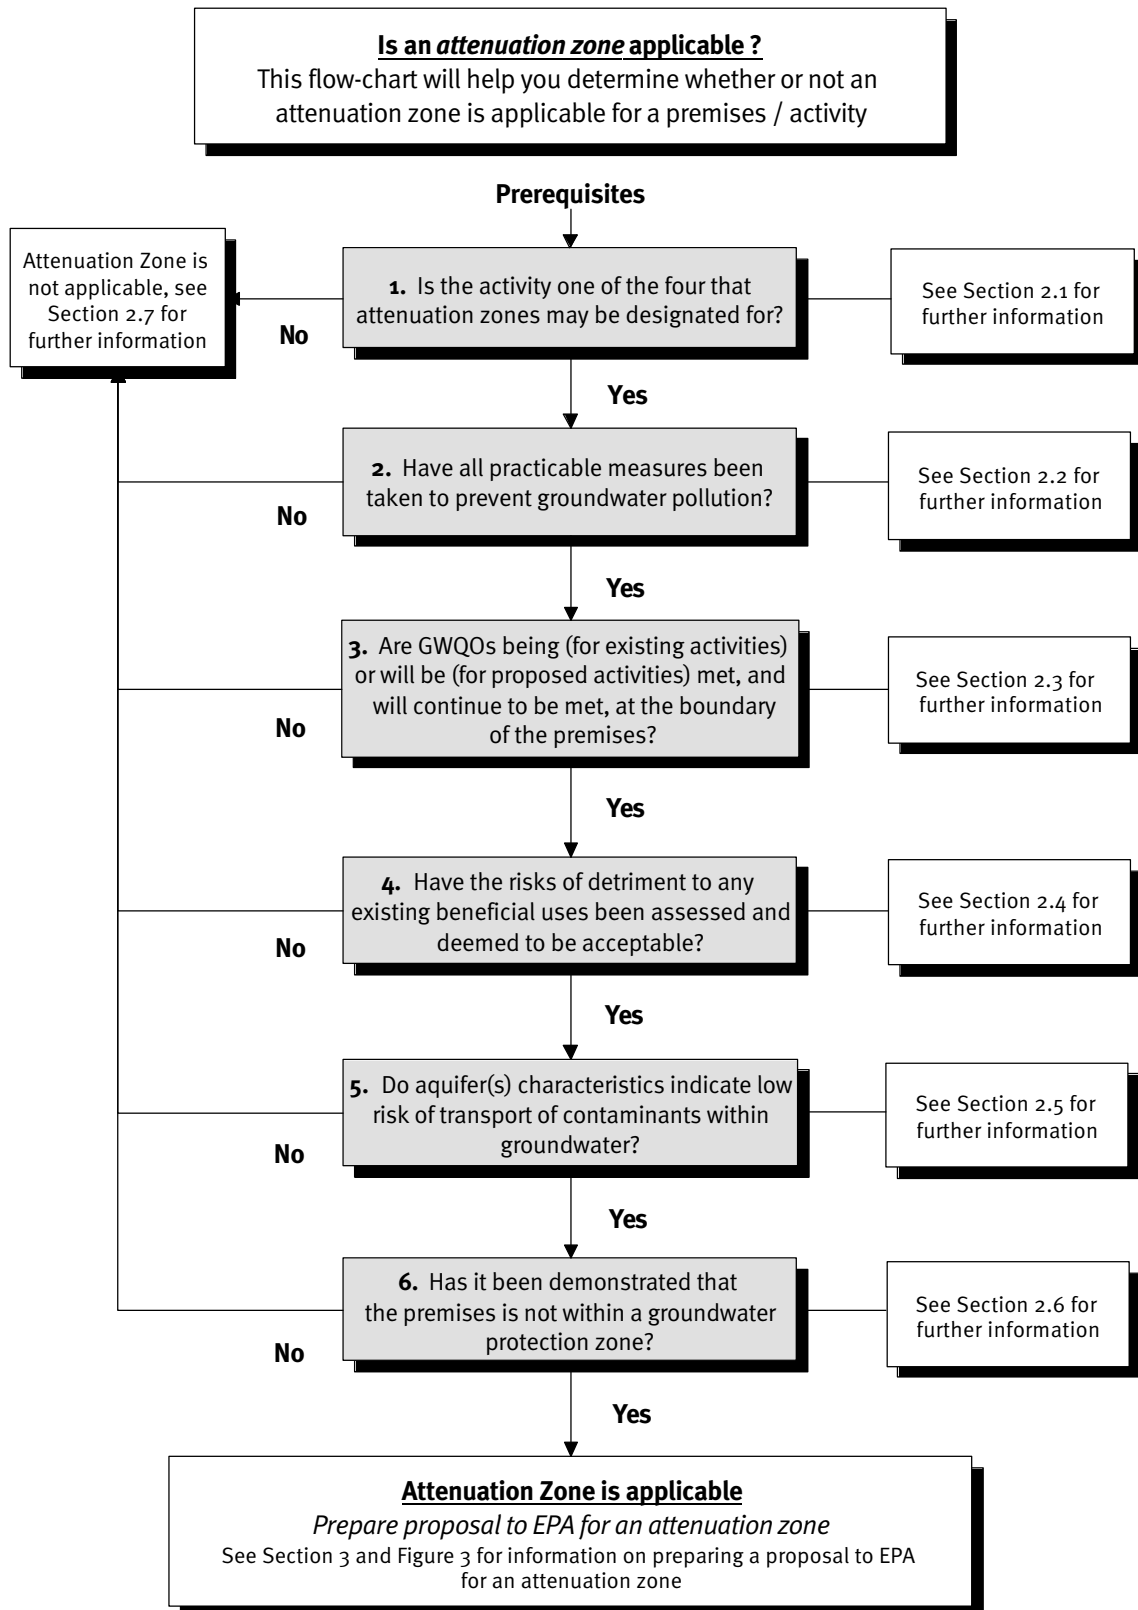 Is an attenuation zone applicable ?
This flow-chart will help you determine whether or not an
attenuation zone is applicable for a premises / activity
Prerequisites
Attenuation Zone is
not applicable, see
Section 2.7 for
further information
No
1. Is the activity one of the four that
attenuation zones may be designated for?
See Section 2.1 for
further information
Yes
2. Have all practicable measures been
taken to prevent groundwater pollution?
No
See Section 2.2 for
further information
Yes
3. Are GWQOs being (for existing activities)
or will be (for proposed activities) met, and
will continue to be met, at the boundary
of the premises?
No
See Section 2.3 for
further information
Yes
4. Have the risks of detriment to any
existing beneficial uses been assessed and
deemed to be acceptable?
No
See Section 2.4 for
further information
Yes
5. Do aquifer(s) characteristics indicate low
risk of transport of contaminants within
groundwater?
No
See Section 2.5 for
further information
Yes
6. Has it been demonstrated that
the premises is not within a groundwater
protection zone?
No
See Section 2.6 for
further information
Yes
Attenuation Zone is applicable
Prepare proposal to EPA for an attenuation zone
See Section 3 and Figure 3 for information on preparing a proposal to EPA
for an attenuation zone